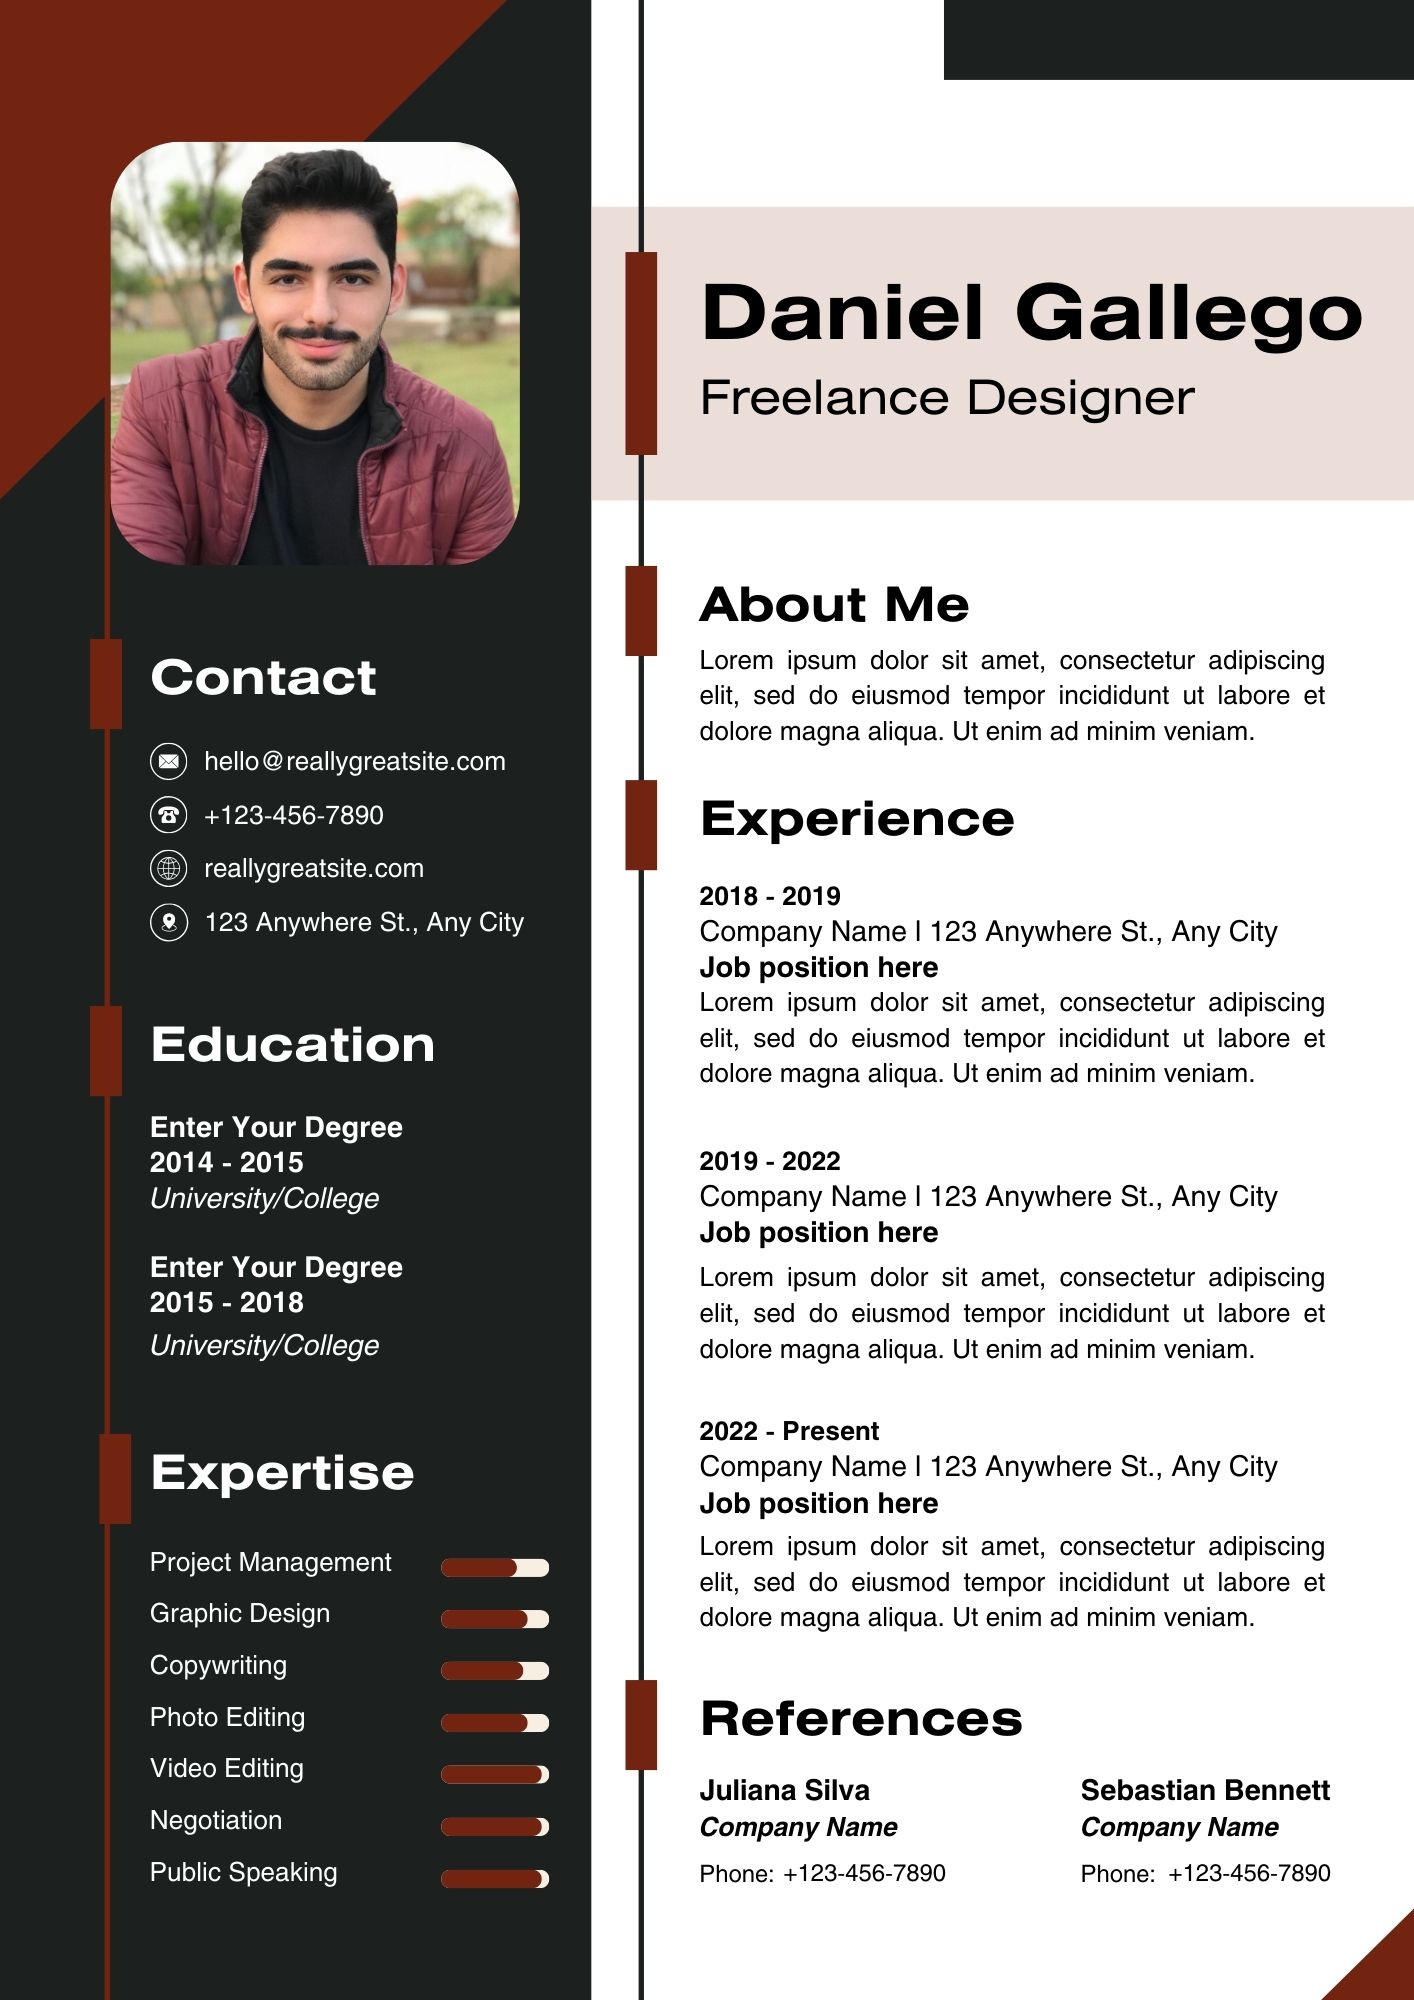 Daniel Gallego
Freelance Designer
Contact
hello@reallygreatsite.com
+123-456-7890
reallygreatsite.com
123 Anywhere St., Any City
Education
Enter Your Degree
2014 - 2015
University/College
Enter Your Degree
2015 - 2018
University/College
Expertise
Project Management
Graphic Design
Copywriting
Photo Editing
Video Editing
Negotiation
Public Speaking
About Me
Lorem ipsum dolor sit amet, consectetur adipiscing
elit, sed do eiusmod tempor incididunt ut labore et
dolore magna aliqua. Ut enim ad minim veniam.
Experience
2018 - 2019
Company Name l 123 Anywhere St., Any City
Job position here
Lorem ipsum dolor sit amet, consectetur adipiscing
elit, sed do eiusmod tempor incididunt ut labore et
dolore magna aliqua. Ut enim ad minim veniam.
2019 - 2022
Company Name l 123 Anywhere St., Any City
Job position here
Lorem ipsum dolor sit amet, consectetur adipiscing
elit, sed do eiusmod tempor incididunt ut labore et
dolore magna aliqua. Ut enim ad minim veniam.
2022 - Present
Company Name l 123 Anywhere St., Any City
Job position here
Lorem ipsum dolor sit amet, consectetur adipiscing
elit, sed do eiusmod tempor incididunt ut labore et
dolore magna aliqua. Ut enim ad minim veniam.
References
Juliana Silva
Company Name
Phone: +123-456-7890
Sebastian Bennett
Company Name
Phone: +123-456-7890